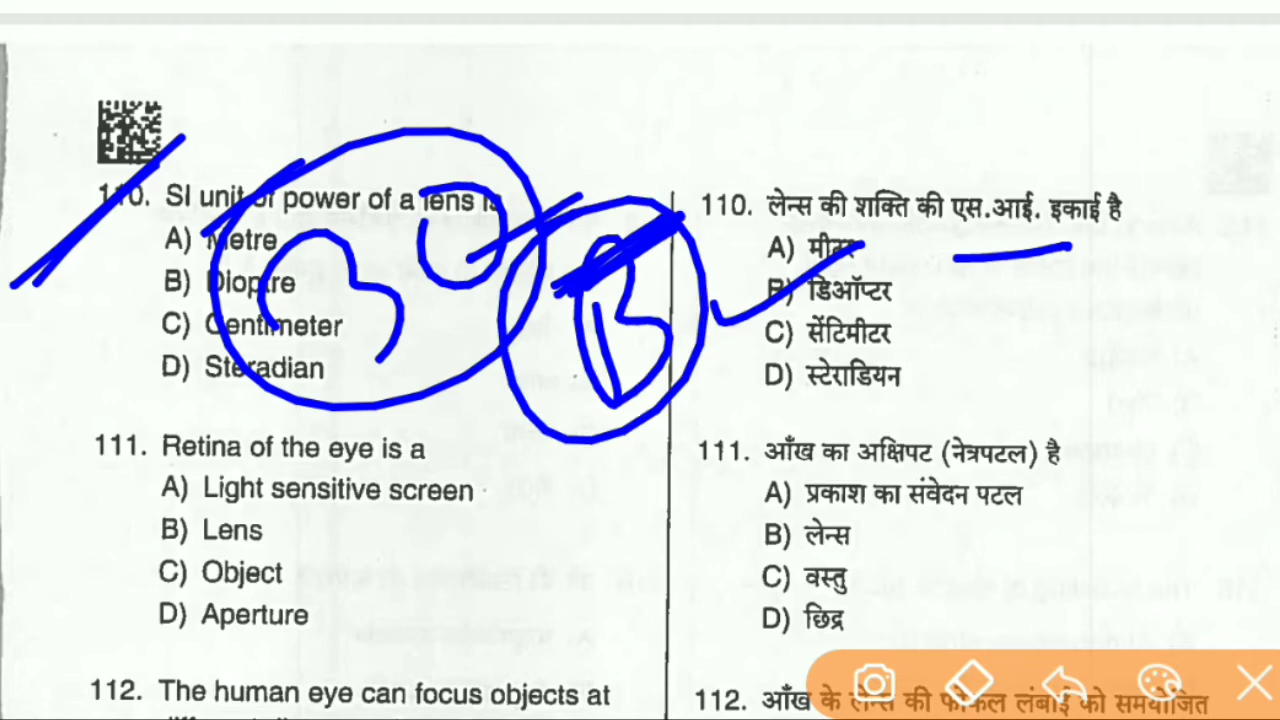 110. SI unit of power of a lens is
A) Metre
B) Dioptre
C) Centimeter
D) Steradian
111. Retina of the eye is a
A) Light sensitive screen
B) Lens
C) Object
D) Aperture
112. The human eye can focus objects at
110. लेन्स की शक्ति की एस.आई. इकाई है
A) मीटर
B) डिऑप्टर
C) सेंटिमीटर
D) स्टेराडियन
111. आँख का अक्षिपट (नेत्रपटल) है
A) प्रकाश का संवेदन पटल
B) लेन्स
C) वस्तु
D) छिद्र
112. आँख के लेन्स की फोकल लंबाई को समयोजित
B